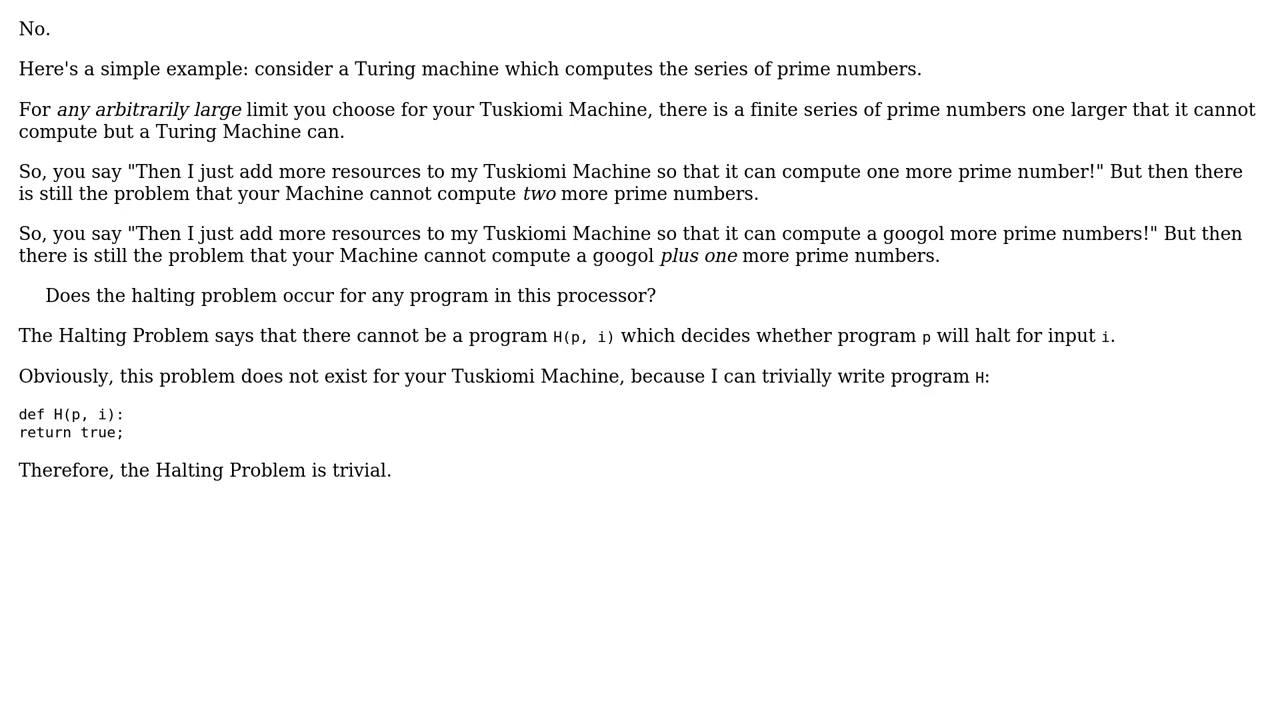 No.
Here's a simple example: consider a Turing machine which computes the series of prime numbers.
For any arbitrarily large limit you choose for your Tuskiomi Machine, there is a finite series of prime numbers one larger that it cannot
compute but a Turing Machine can.
So, you say "Then I just add more resources to my Tuskiomi Machine so that it can compute one more prime number!" But then there
is still the problem that your Machine cannot compute two more prime numbers.
So, you say "Then I just add more resources to my Tuskiomi Machine so that it can compute a googol more prime numbers!" But then
there is still the problem that your Machine cannot compute a googol plus one more prime numbers.
Does the halting problem occur for any program in this processor?
The Halting Problem says that there cannot be a program H(p, i) which decides whether program p will halt for input i.
Obviously, this problem does not exist for your Tuskiomi Machine, because I can trivially write program H:
def H(p, i):
return true;
Therefore, the Halting Problem is trivial.